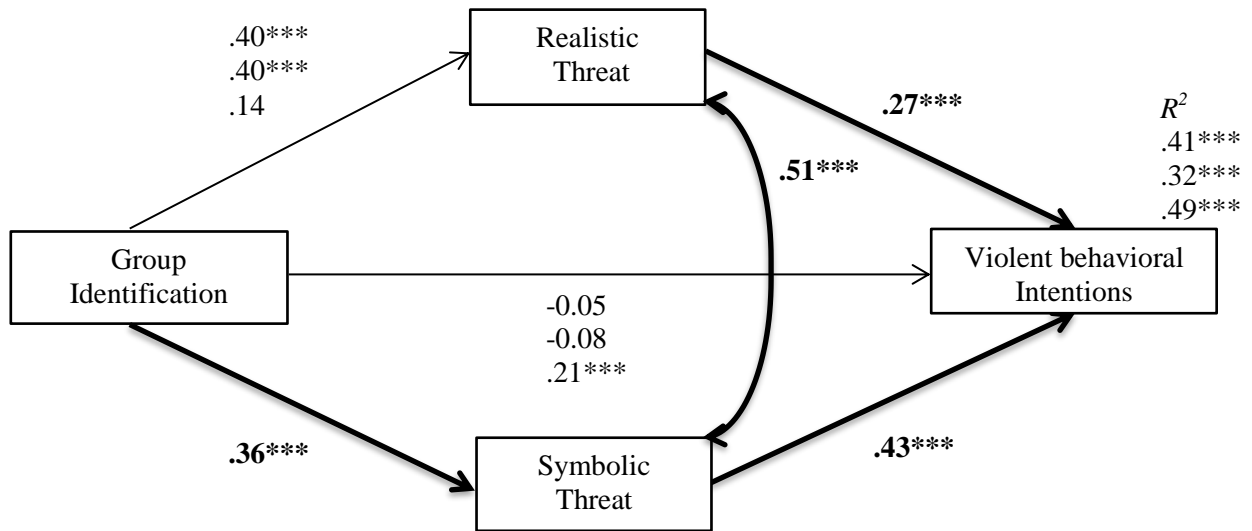 .40***
.40***
.14
Realistic
Threat
.27***
R²
.41***
.32***
.49***
.51***
Group
Identification
Violent behavioral
Intentions
-0.05
-0.08
.21***
.36***
Symbolic
Threat
.43***